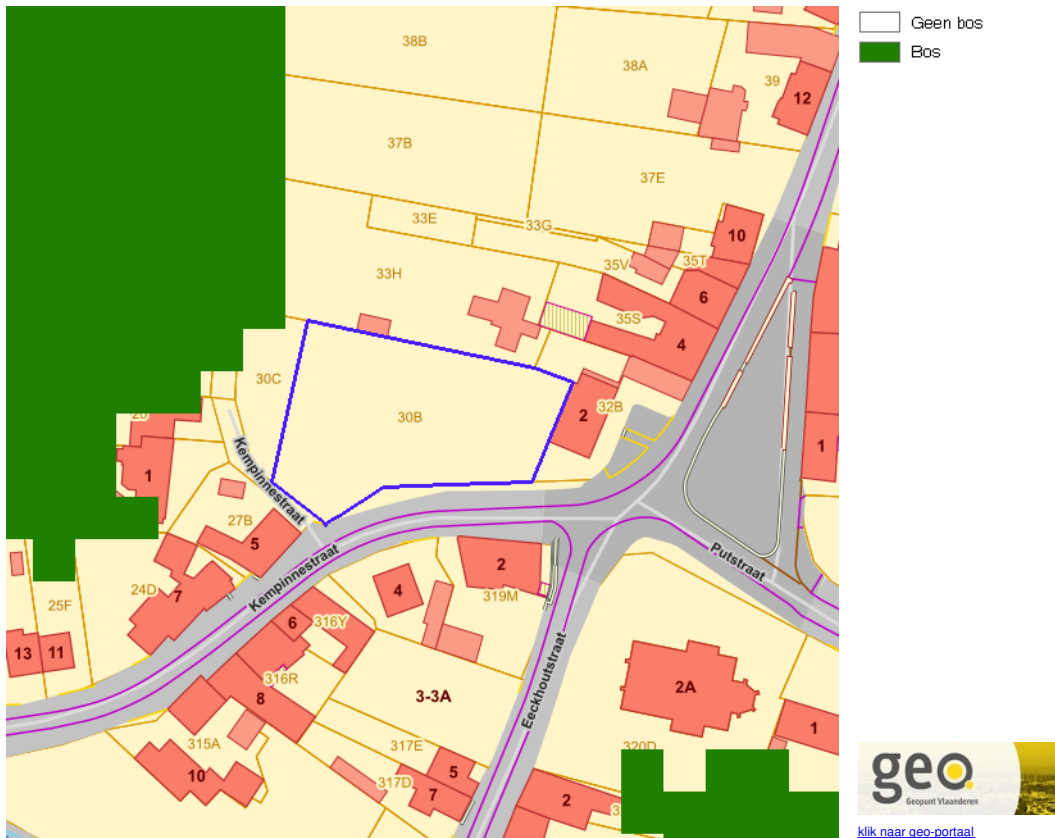 38B
38A
39
12
37B
37E
33E
33G
10
35V
35T
33H
6
35S
4
30C
30B
32B
2
1
Kempinnestraat
1
27B
5
Kempinnestraat
Putstraat
2
319M
4
24D
7
25F
13
11
6
316Y
316R
8
3-3A
Eeckhoutstraat
2A
1
315A
10
317E
317D
5
7
320D
2
Geen bos
Bos
geo
Geopunt Vlaanderen
klik naar geo-portaal